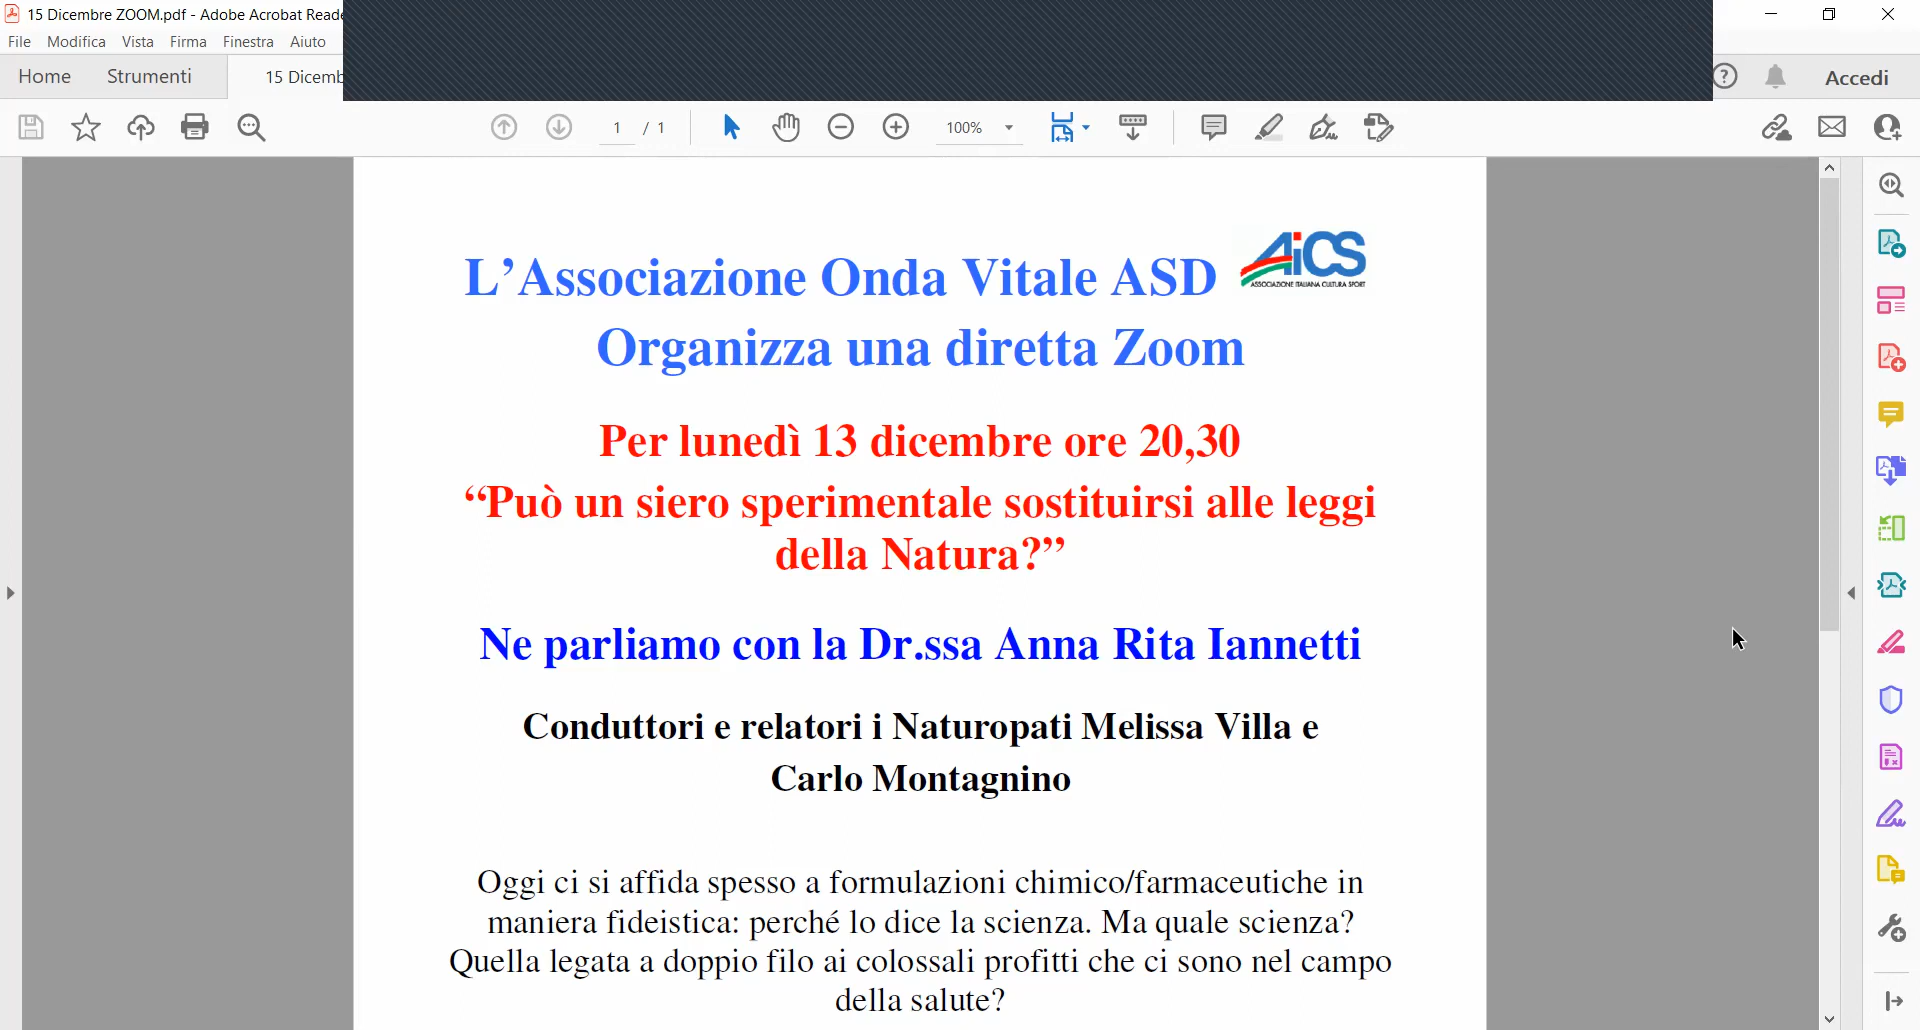 15 Dicembre ZOOM.pdf - Adobe Acrobat Reade
File Modifica Vista Firma Finestra Aiuto
Home Strumenti 15 Dicemb
Accedi
1 / 1 100%
L’Associazione Onda Vitale ASD
AiCS
ASSOCIAZIONE ITALIANA CULTURA SPORT
Organizza una diretta Zoom
Per lunedì 13 dicembre ore 20,30
“Può un siero sperimentale sostituirsi alle leggi
della Natura?”
Ne parliamo con la Dr.ssa Anna Rita Iannetti
Conduttori e relatori i Naturopati Melissa Villa e
Carlo Montagnino
Oggi ci si affida spesso a formulazioni chimico/farmaceutiche in
maniera fideistica: perché lo dice la scienza. Ma quale scienza?
Quella legata a doppio filo ai colossali profitti che ci sono nel campo
della salute?